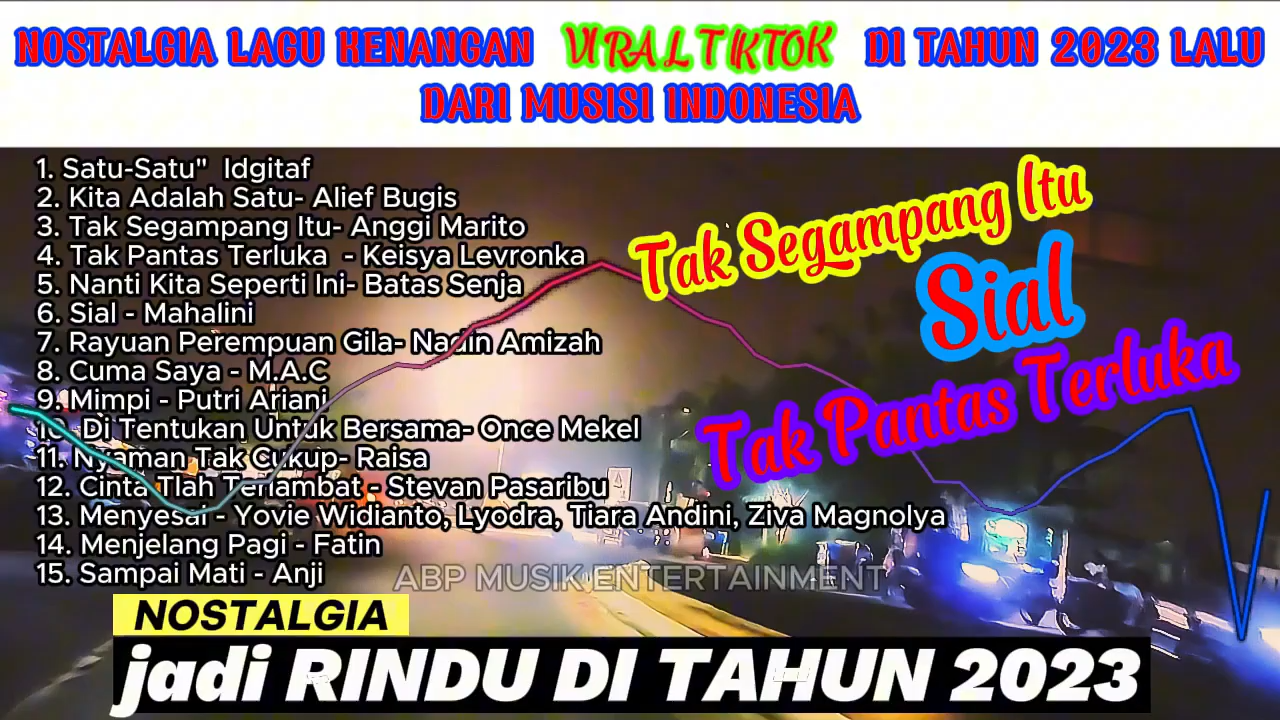 NOSTALGIA LAGU KENANGAN VIRAL TIKTOK DI TAHUN 2023 LALU
DARI MUSISI INDONESIA
1. Satu-Satu" Idgitaf
2. Kita Adalah Satu- Alief Bugis
3. Tak Segampang Itu- Anggi Marito
4. Tak Pantas Terluka - Keisya Levronka
5. Nanti Kita Seperti Ini- Batas Senja
6. Sial - Mahalini
7. Rayuan Perempuan Gila- Nadin Amizah
8. Cuma Saya - M.A.C
9. Mimpi - Putri Ariani
10. Di Tentukan Untuk Bersama- Once Mekel
11. Nyaman Tak Cukup- Raisa
12. Cinta Tlah Terlambat - Stevan Pasaribu
13. Menyesal - Yovie Widianto, Lyodra, Tiara Andini, Ziva Magnolya
14. Menjelang Pagi - Fatin
15. Sampai Mati - Anji
Tak Segampang Itu
Sial
Tak Pantas Terluka
ABP MUSIK ENTERTAINMENT
NOSTALGIA
jadi RINDU DI TAHUN 2023